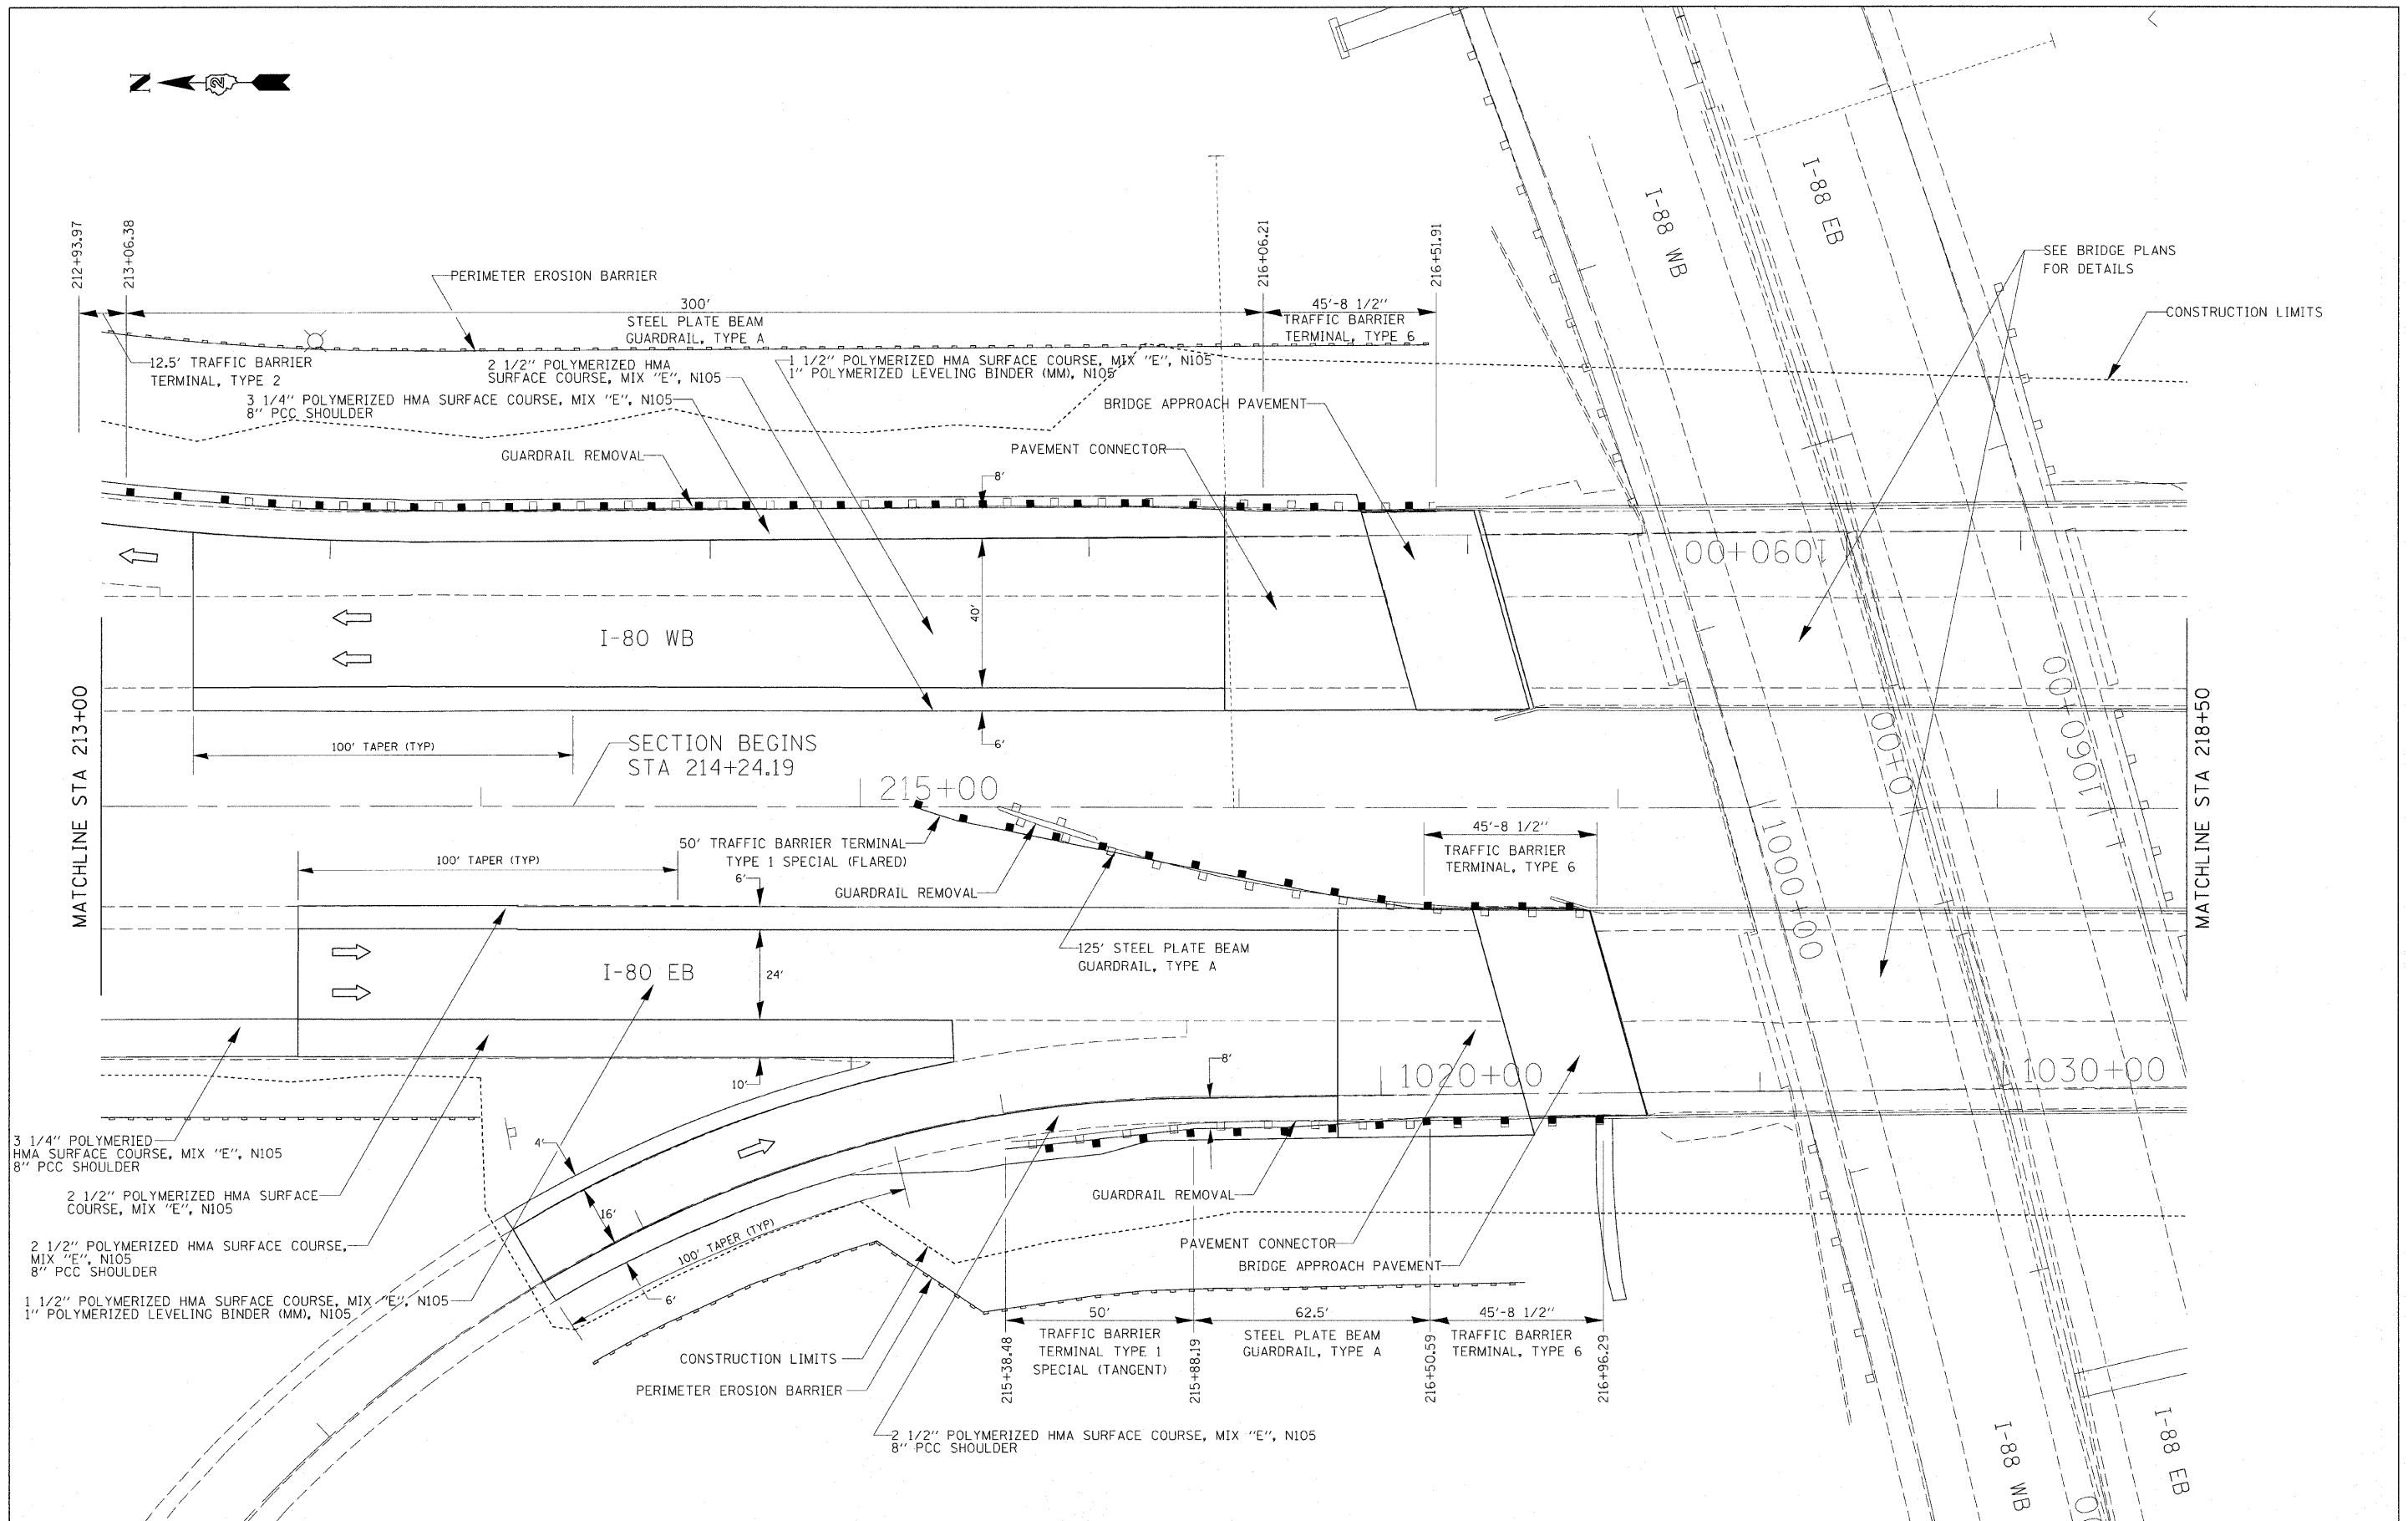 N
2
212+93.97
213+06.38
216+06.21
216+51.91
PERIMETER EROSION BARRIER
300'
STEEL PLATE BEAM
GUARDRAIL, TYPE A
45'-8 1/2"
TRAFFIC BARRIER
TERMINAL, TYPE 6
12.5' TRAFFIC BARRIER
TERMINAL, TYPE 2
2 1/2" POLYMERIZED HMA
SURFACE COURSE, MIX "E", N105
1 1/2" POLYMERIZED HMA SURFACE COURSE, MIX "E", N105
1" POLYMERIZED LEVELING BINDER (MM), N105
3 1/4" POLYMERIZED HMA SURFACE COURSE, MIX "E", N105
8" PCC SHOULDER
BRIDGE APPROACH PAVEMENT
GUARDRAIL REMOVAL
PAVEMENT CONNECTOR
8'
I-88 WB
I-88 EB
SEE BRIDGE PLANS
FOR DETAILS
CONSTRUCTION LIMITS
1090+00
40'
I-80 WB
6'
100' TAPER (TYP)
SECTION BEGINS
STA 214+24.19
215+00
MATCHLINE STA 213+00
MATCHLINE STA 218+50
1060+00
0+00
1000+00
50' TRAFFIC BARRIER TERMINAL
TYPE 1 SPECIAL (FLARED)
GUARDRAIL REMOVAL
45'-8 1/2"
TRAFFIC BARRIER
TERMINAL, TYPE 6
100' TAPER (TYP)
6'
125' STEEL PLATE BEAM
GUARDRAIL, TYPE A
I-80 EB
24'
10'
8'
1020+00
1030+00
3 1/4" POLYMERIED
HMA SURFACE COURSE, MIX "E", N105
8" PCC SHOULDER
2 1/2" POLYMERIZED HMA SURFACE
COURSE, MIX "E", N105
2 1/2" POLYMERIZED HMA SURFACE COURSE,
MIX "E", N105
8" PCC SHOULDER
1 1/2" POLYMERIZED HMA SURFACE COURSE, MIX "E", N105
1" POLYMERIZED LEVELING BINDER (MM), N105
4'
16'
100' TAPER (TYP)
6'
GUARDRAIL REMOVAL
PAVEMENT CONNECTOR
BRIDGE APPROACH PAVEMENT
CONSTRUCTION LIMITS
PERIMETER EROSION BARRIER
50'
TRAFFIC BARRIER
TERMINAL TYPE 1
SPECIAL (TANGENT)
62.5'
STEEL PLATE BEAM
GUARDRAIL, TYPE A
45'-8 1/2"
TRAFFIC BARRIER
TERMINAL, TYPE 6
215+38.48
215+88.19
216+50.59
216+96.29
2 1/2" POLYMERIZED HMA SURFACE COURSE, MIX "E", N105
8" PCC SHOULDER
I-88 WB
I-88 EB